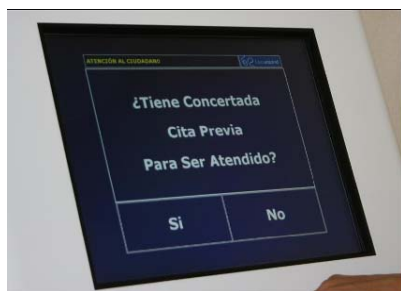 ATENCIÓN AL CIUDADANO
¿Tiene Concertada
Cita Previa
Para Ser Atendido?
Si
No